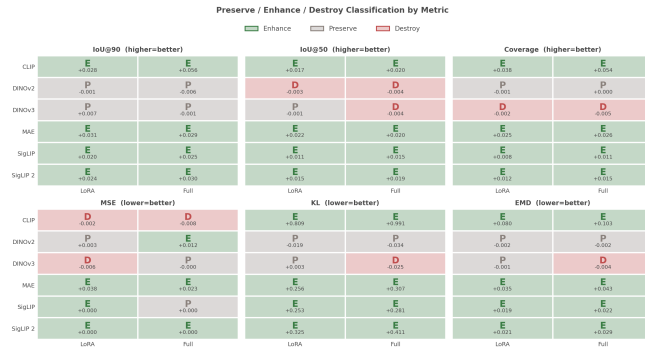 Preserve / Enhance / Destroy Classification by Metric
Enhance Preserve Destroy
IoU@90 (higher=better) IoU@50 (higher=better) Coverage (higher=better)
CLIP E E E E E E
+0.028 +0.056 +0.017 +0.020 +0.038 +0.054
DINOv2 P P D D P P
-0.001 -0.006 -0.003 -0.004 -0.001 +0.000
DINOv3 P P P D D D
+0.007 -0.001 -0.001 -0.004 -0.002 -0.005
MAE E E E E E E
+0.031 +0.029 +0.022 +0.020 +0.025 +0.026
SigLIP E E E E E E
+0.020 +0.025 +0.011 +0.015 +0.008 +0.011
SigLIP 2 E E E E E E
+0.024 +0.030 +0.015 +0.019 +0.012 +0.015
LoRA Full LoRA Full LoRA Full
MSE (lower=better) KL (lower=better) EMD (lower=better)
CLIP D D E E E E
-0.002 -0.008 +0.809 +0.991 +0.080 +0.103
DINOv2 P E P P P P
+0.003 +0.012 -0.019 -0.034 -0.002 -0.002
DINOv3 D P P D P D
-0.006 -0.000 +0.003 -0.025 -0.001 -0.004
MAE E E E E E E
+0.038 +0.023 +0.256 +0.307 +0.035 +0.043
SigLIP E P E E E E
+0.000 +0.000 +0.253 +0.281 +0.019 +0.022
SigLIP 2 E E E E E E
+0.000 +0.000 +0.325 +0.411 +0.021 +0.029
LoRA Full LoRA Full LoRA Full